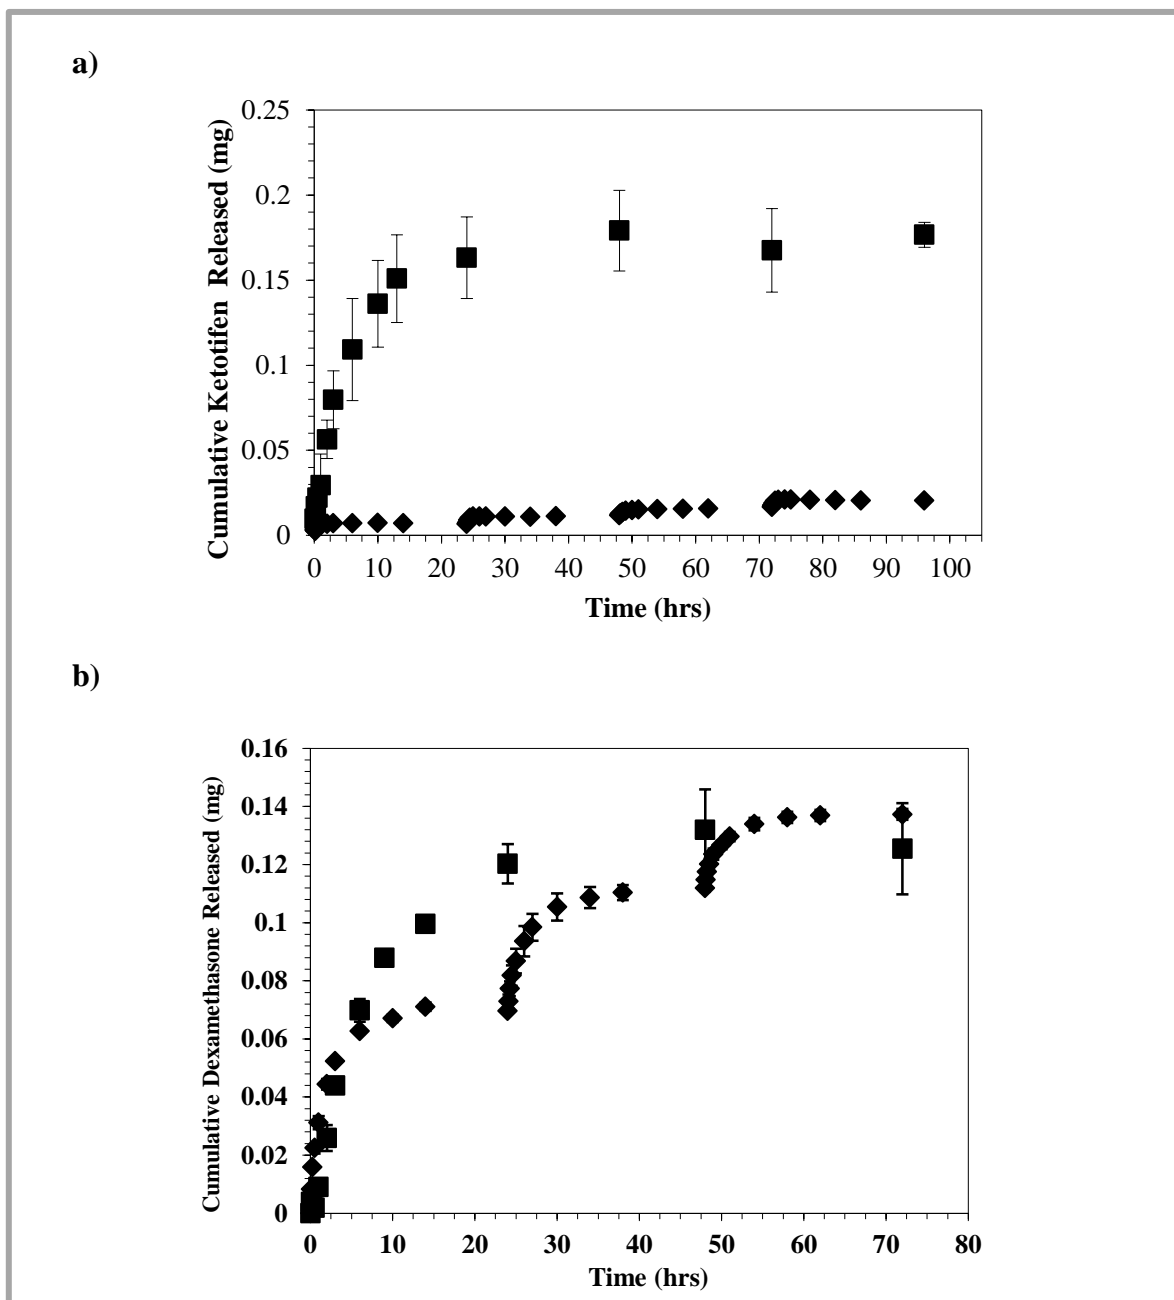 a)
Cumulative Ketotifen Released (mg)
0.25
0.2
0.15
0.1
0.05
0
0 10 20 30 40 50 60 70 80 90 100
Time (hrs)
b)
Cumulative Dexamethasone Released (mg)
0.16
0.14
0.12
0.1
0.08
0.06
0.04
0.02
0
0 10 20 30 40 50 60 70 80
Time (hrs)